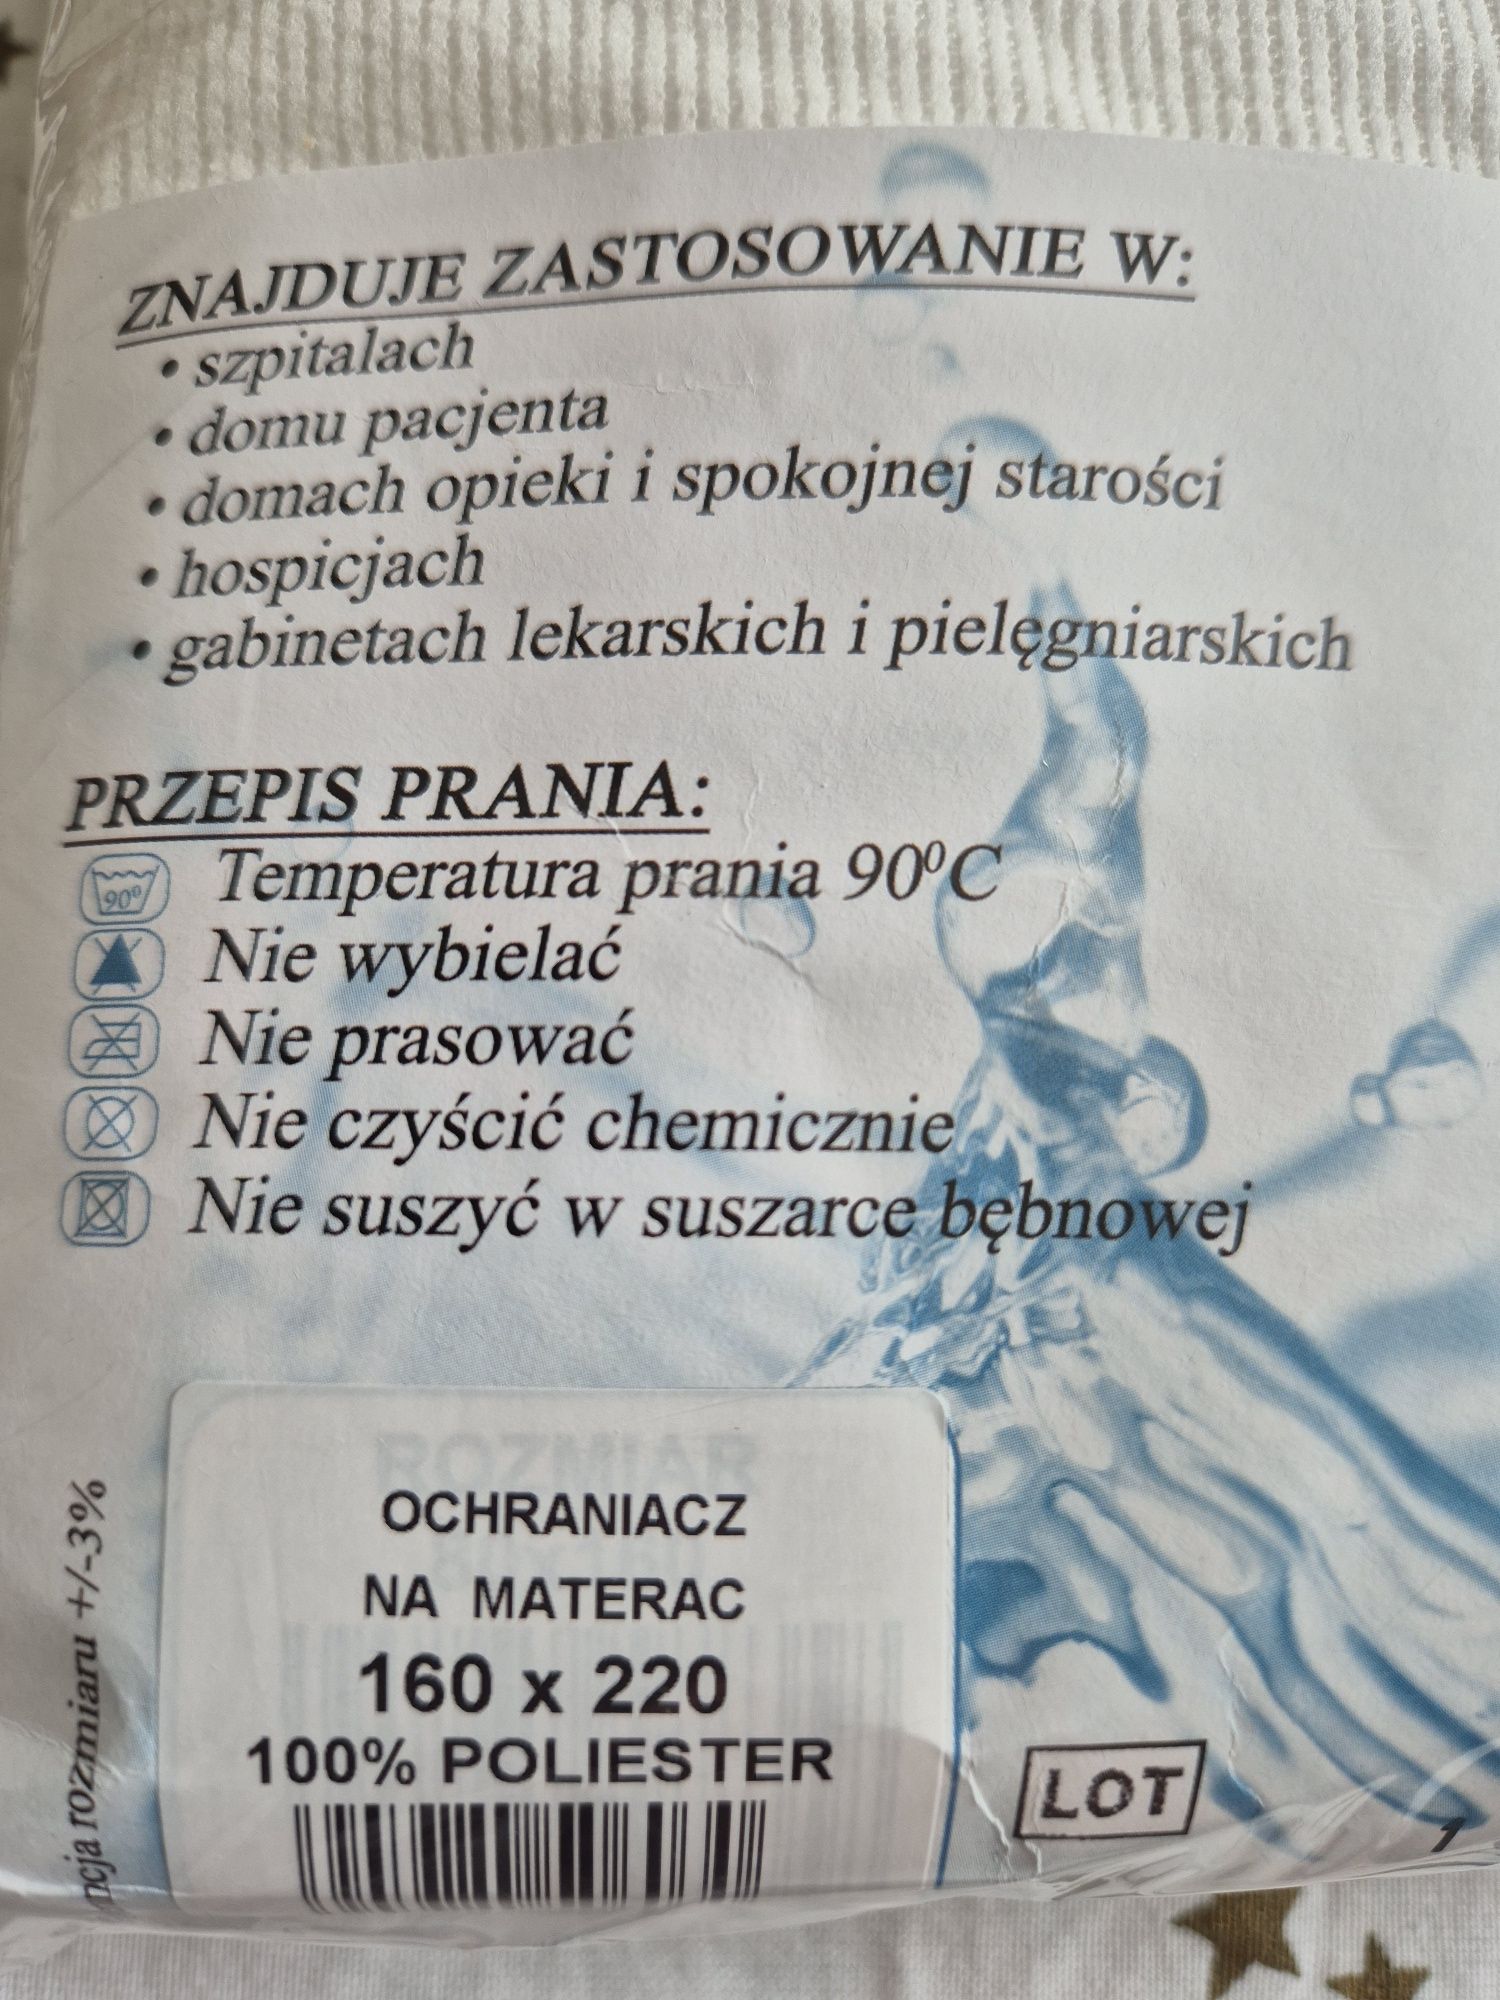 ZNAJDUJE ZASTOSOWANIE W:
• szpitalach
• domu pacjenta
• domach opieki i spokojnej starości
• hospicjach
• gabinetach lekarskich i pielęgniarskich
PRZEPIS PRANIA:
90° Temperatura prania 90⁰C
Nie wybielać
Nie prasować
Nie czyścić chemicznie
Nie suszyć w suszarce bębnowej
rozmiaru +/-3%
ROZMIAR
OCHRANIACZ
NA MATERAC
160 x 220
100% POLIESTER
LOT
1